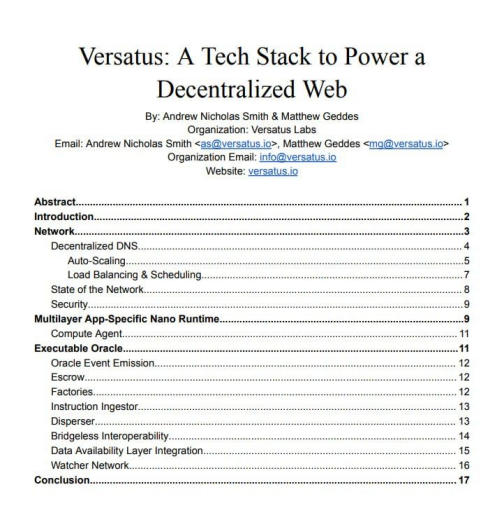 Versatus: A Tech Stack to Power a
Decentralized Web
By: Andrew Nicholas Smith & Matthew Geddes
Organization: Versatus Labs
Email: Andrew Nicholas Smith <as@versatus.io>, Matthew Geddes <mg@versatus.io>
Organization Email: info@versatus.io
Website: versatus.io
Abstract........................................................................ 1
Introduction.................................................................... 2
Network......................................................................... 3
Decentralized DNS............................................................... 4
Auto-Scaling.................................................................... 5
Load Balancing & Scheduling..................................................... 7
State of the Network............................................................ 8
Security........................................................................ 9
Multilayer App-Specific Nano Runtime............................................ 9
Compute Agent................................................................... 11
Executable Oracle............................................................... 11
Oracle Event Emission........................................................... 12
Escrow.......................................................................... 12
Factories....................................................................... 12
Instruction Ingestor............................................................ 13
Disperser....................................................................... 13
Bridgeless Interoperability..................................................... 14
Data Availability Layer Integration............................................. 15
Watcher Network................................................................. 16
Conclusion...................................................................... 17